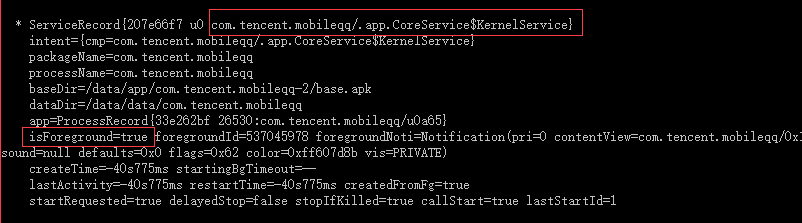 * ServiceRecord{207e66f7 u0 com.tencent.mobileqq/.app.CoreService$KernelService}
intent={cmp=com.tencent.mobileqq/.app.CoreService$KernelService}
packageName=com.tencent.mobileqq
processName=com.tencent.mobileqq
baseDir=/data/app/com.tencent.mobileqq-2/base.apk
dataDir=/data/data/com.tencent.mobileqq
app=ProcessRecord{33e262bf 26530:com.tencent.mobileqq/u0a65}
isForeground=true foregroundId=537045978 foregroundNoti=Notification(pri=0 contentView=com.tencent.mobileqq/0x
sound=null defaults=0x0 flags=0x62 color=0xff607d8b vis=PRIVATE)
createTime=-40s775ms startingBgTimeout=--
lastActivity=-40s775ms restartTime=-40s775ms createdFromFg=true
startRequested=true delayedStop=false stopIfKilled=true callStart=true lastStartId=1